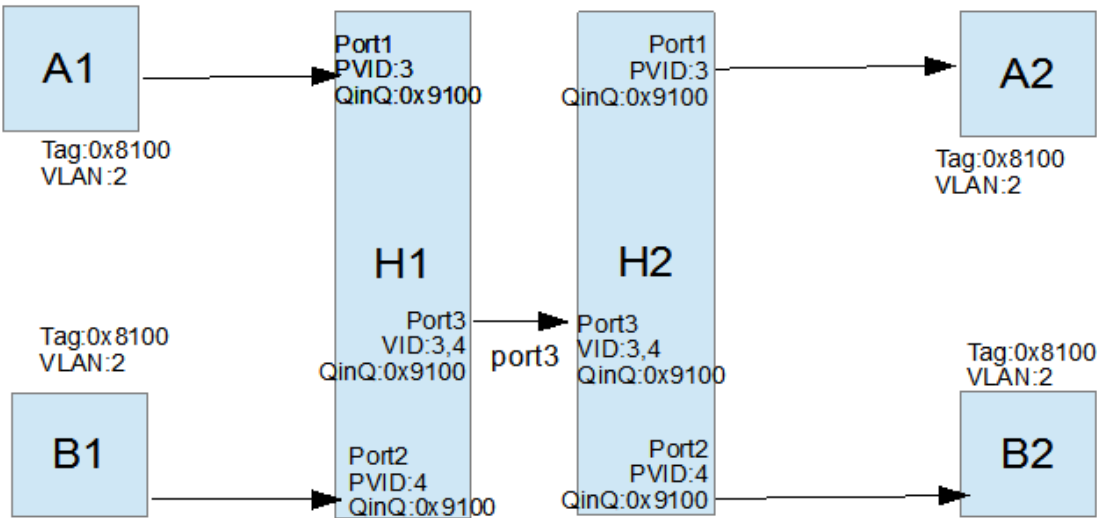 A1
Tag:0x8100
VLAN:2
Port1
PVID:3
QinQ:0x9100
H1
Port3
VID:3,4
QinQ:0x9100
Port2
PVID:4
QinQ:0x9100
Tag:0x8100
VLAN:2
B1
port3
Port1
PVID:3
QinQ:0x9100
H2
Port3
VID:3,4
QinQ:0x9100
Port2
PVID:4
QinQ:0x9100
A2
Tag:0x8100
VLAN:2
Tag:0x8100
VLAN:2
B2